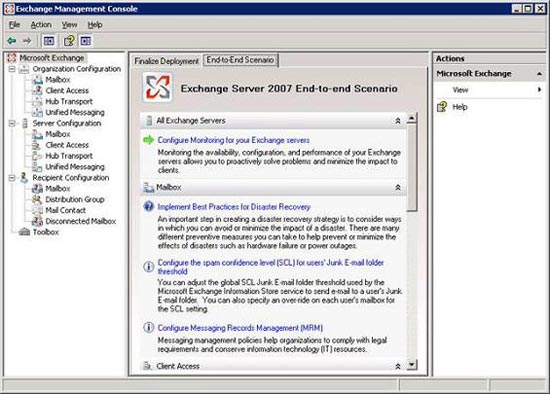 Exchange Management Console
File Action View Help
Microsoft Exchange
Organization Configuration
Mailbox
Client Access
Hub Transport
Unified Messaging
Server Configuration
Mailbox
Client Access
Hub Transport
Unified Messaging
Recipient Configuration
Mailbox
Distribution Group
Mail Contact
Disconnected Mailbox
Toolbox
Finalize Deployment End-to-End Scenario
Exchange Server 2007 End-to-end Scenario
All Exchange Servers
Configure Monitoring for your Exchange servers
Monitoring the availability, configuration, and performance of your Exchange
servers allows you to proactively solve problems and minimize the impact to
clients.
Mailbox
Implement Best Practices for Disaster Recovery
An important step in creating a disaster recovery strategy is to consider ways
in which you can avoid or minimize the impact of a disaster. There are many
different preventive measures you can take to help prevent or minimize the
effects of disasters such as hardware failure or power outages.
Configure the spam confidence level (SCL) for users' Junk E-mail folder
threshold
You can adjust the global SCL Junk E-mail folder threshold used by the
Microsoft Exchange Information Store service to send e-mail to a user's Junk
E-mail folder. You can also specify an override on each user's mailbox for
the SCL setting.
Configure Messaging Records Management (MRM)
Messaging management policies help organizations to comply with legal
requirements and conserve information technology (IT) resources.
Client Access
Actions
Microsoft Exchange
View
Help